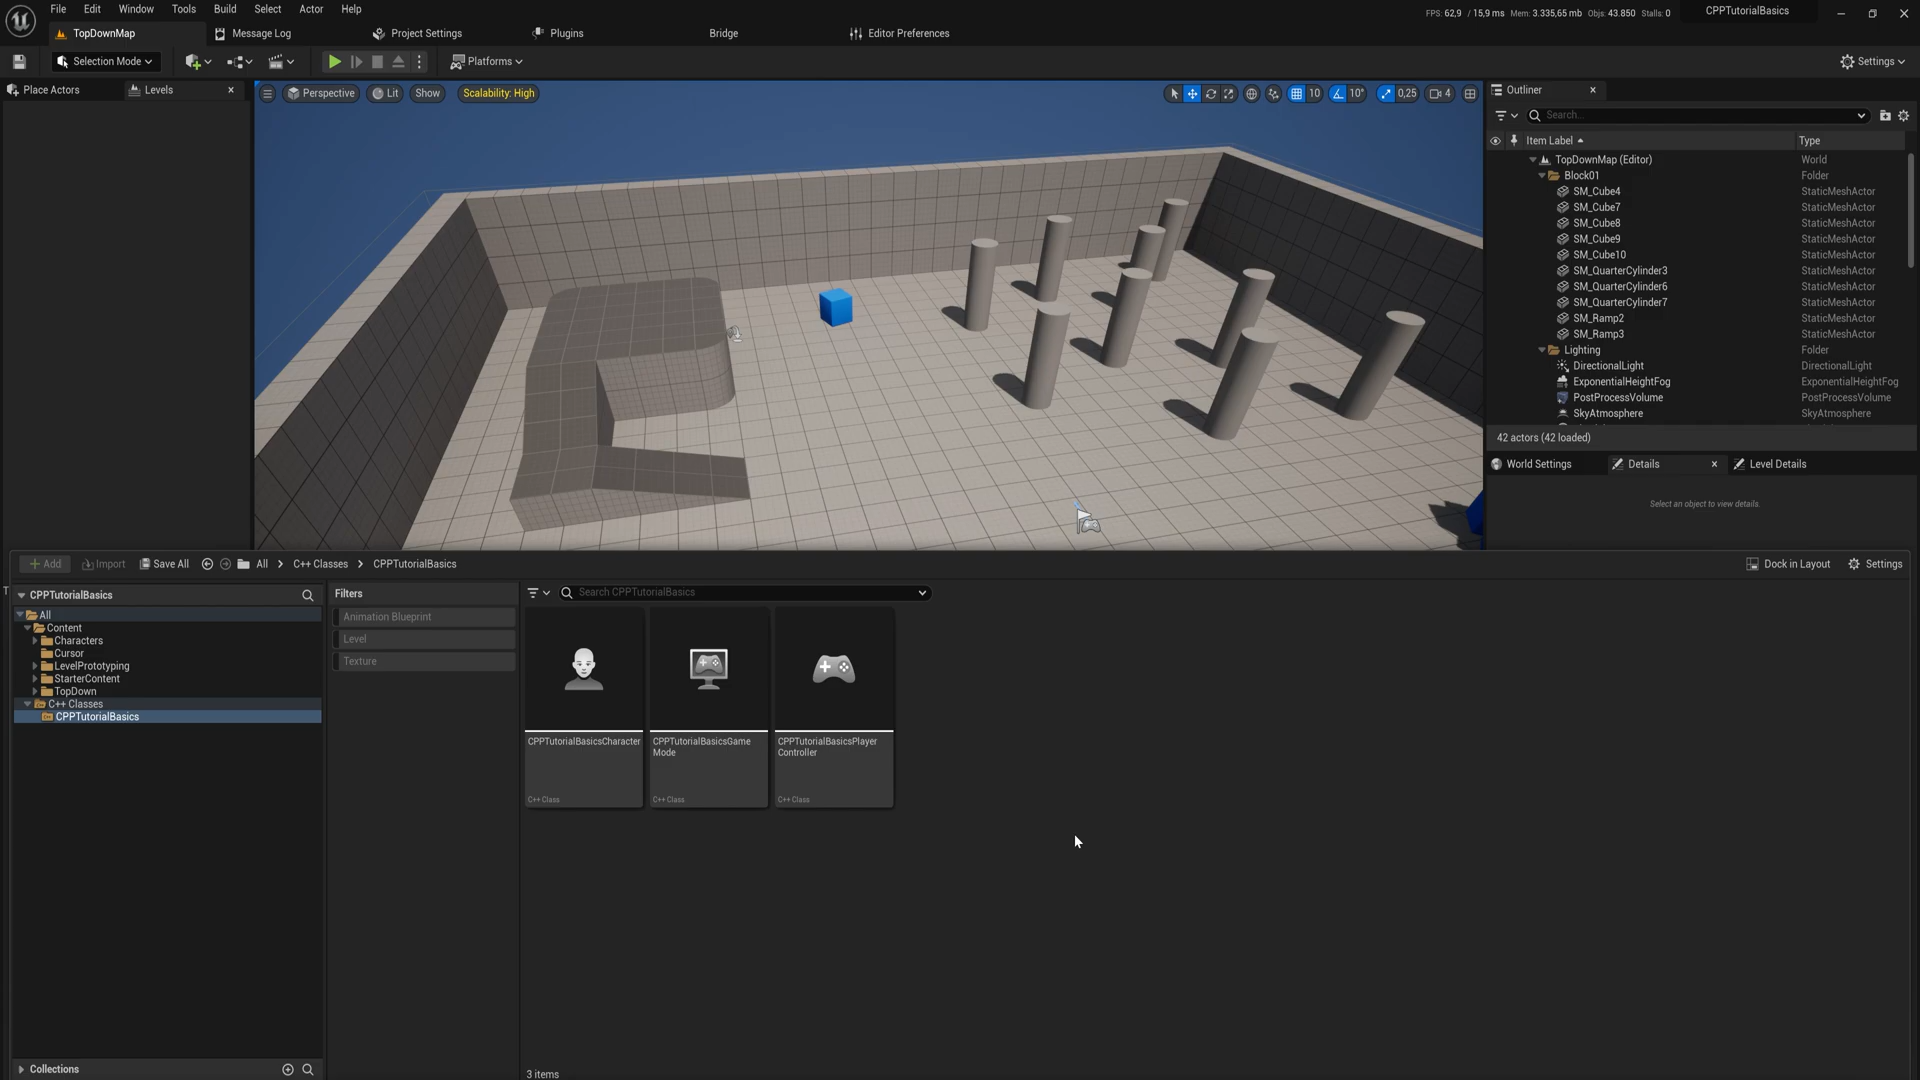 File Edit Window Tools Build Select Actor Help
FPS: 62,9 / 15,9 ms Mem: 3.335,65 mb Objs: 43.850 Stalls: 0
CPPTutorialBasics
TopDownMap
Message Log
Project Settings
Plugins
Bridge
Editor Preferences
Selection Mode
Platforms
Settings
Place Actors
Levels
Perspective
Lit
Show
Scalability: High
10
10°
0,25
4
Outliner
Search...
Item Label Type
TopDownMap (Editor) World
Block01 Folder
SM_Cube4 StaticMeshActor
SM_Cube7 StaticMeshActor
SM_Cube8 StaticMeshActor
SM_Cube9 StaticMeshActor
SM_Cube10 StaticMeshActor
SM_QuarterCylinder3 StaticMeshActor
SM_QuarterCylinder6 StaticMeshActor
SM_QuarterCylinder7 StaticMeshActor
SM_Ramp2 StaticMeshActor
SM_Ramp3 StaticMeshActor
Lighting Folder
DirectionalLight DirectionalLight
ExponentialHeightFog ExponentialHeightFog
PostProcessVolume PostProcessVolume
SkyAtmosphere SkyAtmosphere
42 actors (42 loaded)
World Settings
Details
Level Details
Select an object to view details.
+ Add
Import
Save All
All > C++ Classes > CPPTutorialBasics
Dock in Layout
Settings
CPPTutorialBasics
All
Content
Characters
Cursor
LevelPrototyping
StarterContent
TopDown
C++ Classes
CPPTutorialBasics
Collections
Filters
Animation Blueprint
Level
Texture
Search CPPTutorialBasics
CPPTutorialBasicsCharacter
C++ Class
CPPTutorialBasicsGame
Mode
C++ Class
CPPTutorialBasicsPlayer
Controller
C++ Class
3 items